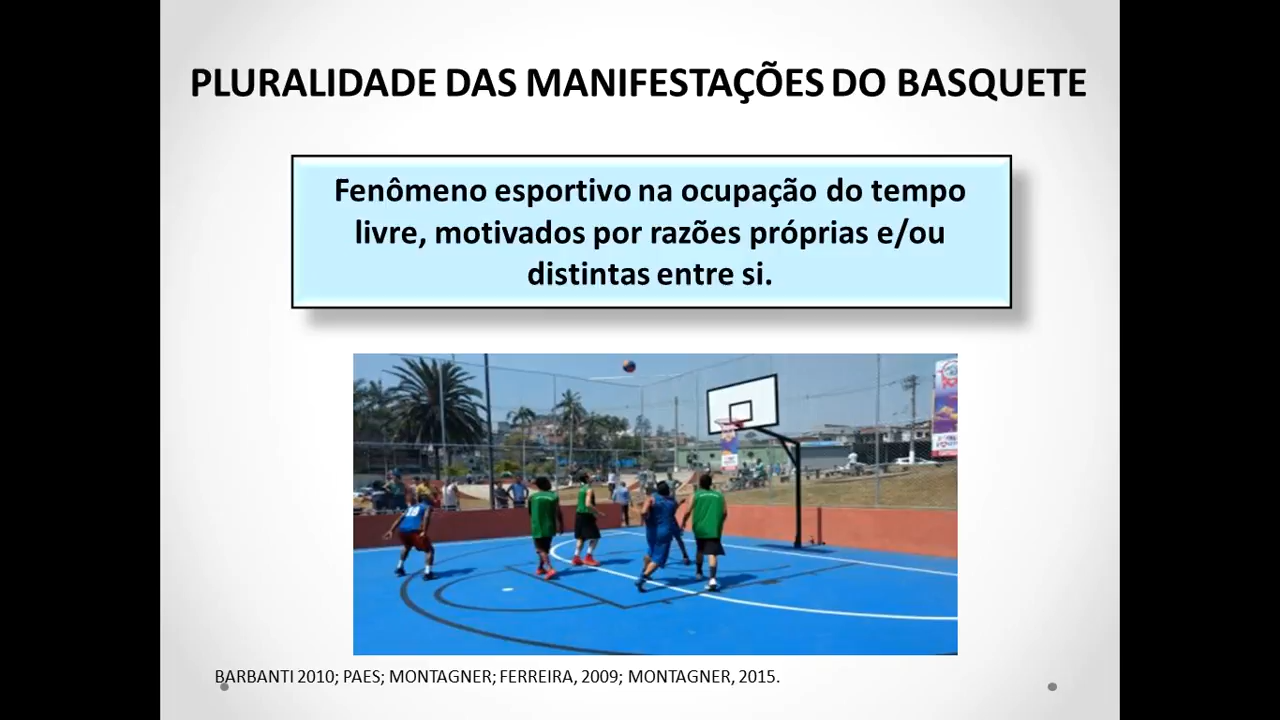 PLURALIDADE DAS MANIFESTAÇÕES DO BASQUETE
Fenômeno esportivo na ocupação do tempo
livre, motivados por razões próprias e/ou
distintas entre si.
BARBANTI 2010; PAES; MONTAGNER; FERREIRA, 2009; MONTAGNER, 2015.